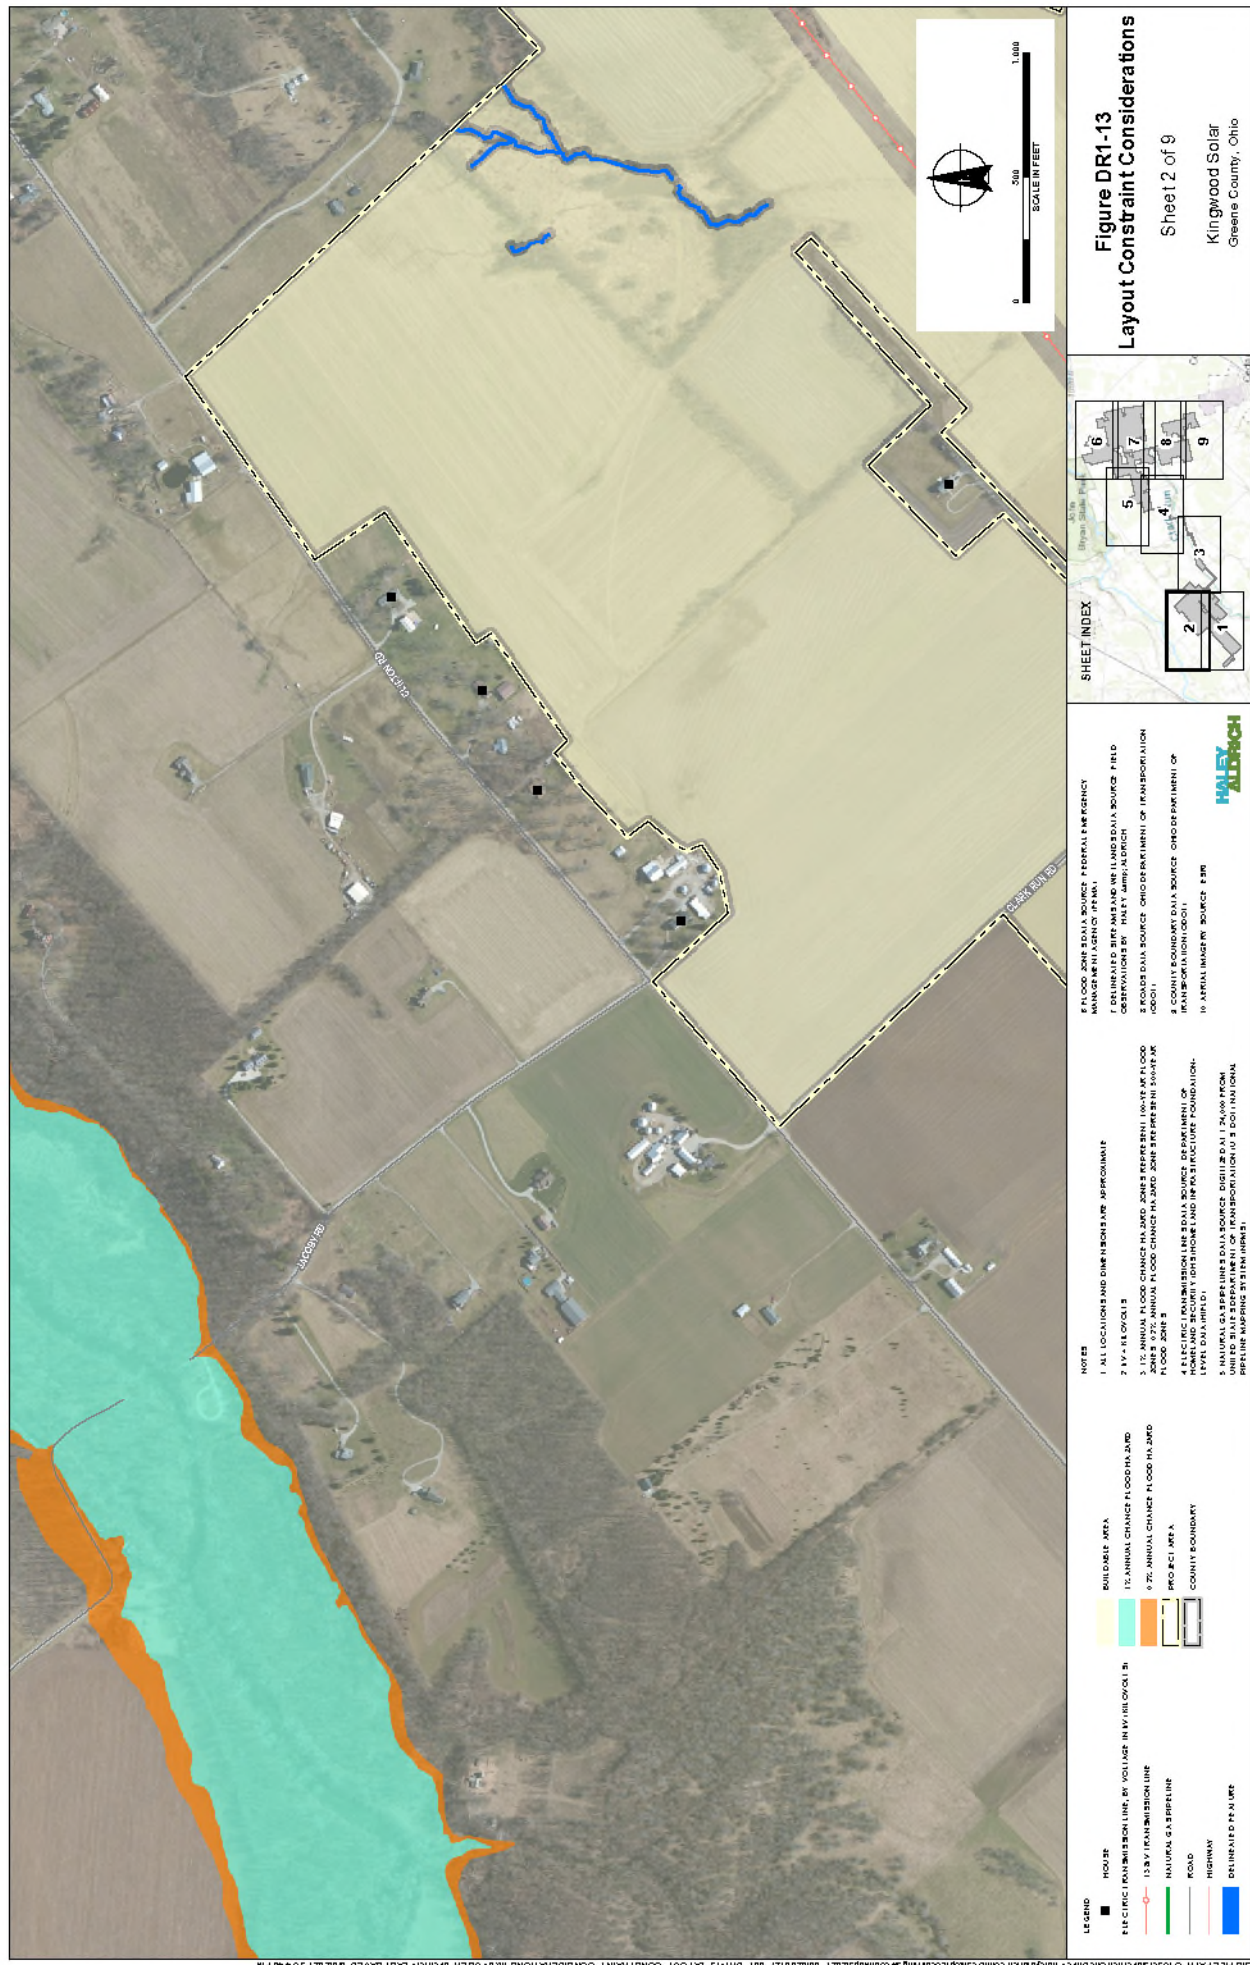 CLIFTON RD
JACOBY RD
CLARK RUN RD
0
500
1,000
SCALE IN FEET
LEGEND
HOUSE
ELECTRIC TRANSMISSION LINE, BY VOLTAGE IN KV (KILOVOLTS)
138KV TRANSMISSION LINE
NATURAL GAS PIPELINE
ROAD
HIGHWAY
DELINEATED FEATURE
BUILDABLE AREA
1% ANNUAL CHANCE FLOOD HAZARD
0.2% ANNUAL CHANCE FLOOD HAZARD
PROJECT AREA
COUNTY BOUNDARY
NOTES
1. ALL LOCATIONS AND DIMENSIONS ARE APPROXIMATE
2. KV = KILOVOLTS
3. 1% ANNUAL FLOOD CHANCE HAZARD ZONES REPRESENT 100-YEAR FLOOD
ZONES. 0.2% ANNUAL FLOOD CHANCE HAZARD ZONES REPRESENT 500-YEAR
FLOOD ZONES
4. ELECTRIC TRANSMISSION LINES DATA SOURCE: DEPARTMENT OF
HOMELAND SECURITY (DHS) HOMELAND INFRASTRUCTURE FOUNDATION-
LEVEL DATA (HIFLD)
5. NATURAL GAS PIPELINES DATA SOURCE: DIGITIZED AT 1:24,000 FROM
UNITED STATES DEPARTMENT OF TRANSPORTATION (U.S. DOT) NATIONAL
PIPELINE MAPPING SYSTEM (NPMS)
6. FLOOD ZONES DATA SOURCE: FEDERAL EMERGENCY
MANAGEMENT AGENCY (FEMA)
7. DELINEATED STREAMS AND WETLANDS DATA SOURCE: FIELD
OBSERVATIONS BY HALEY &amp; ALDRICH
8. ROADS DATA SOURCE: OHIO DEPARTMENT OF TRANSPORTATION
(ODOT)
9. COUNTY BOUNDARY DATA SOURCE: OHIO DEPARTMENT OF
TRANSPORTATION (ODOT)
10. AERIAL IMAGERY SOURCE: ESRI
HALEY
ALDRICH
SHEET INDEX
John
Bryan State Park
1
2
3
4
5
6
7
8
9
Figure DR1-13
Layout Constraint Considerations
Sheet 2 of 9
Kingwood Solar
Greene County, Ohio